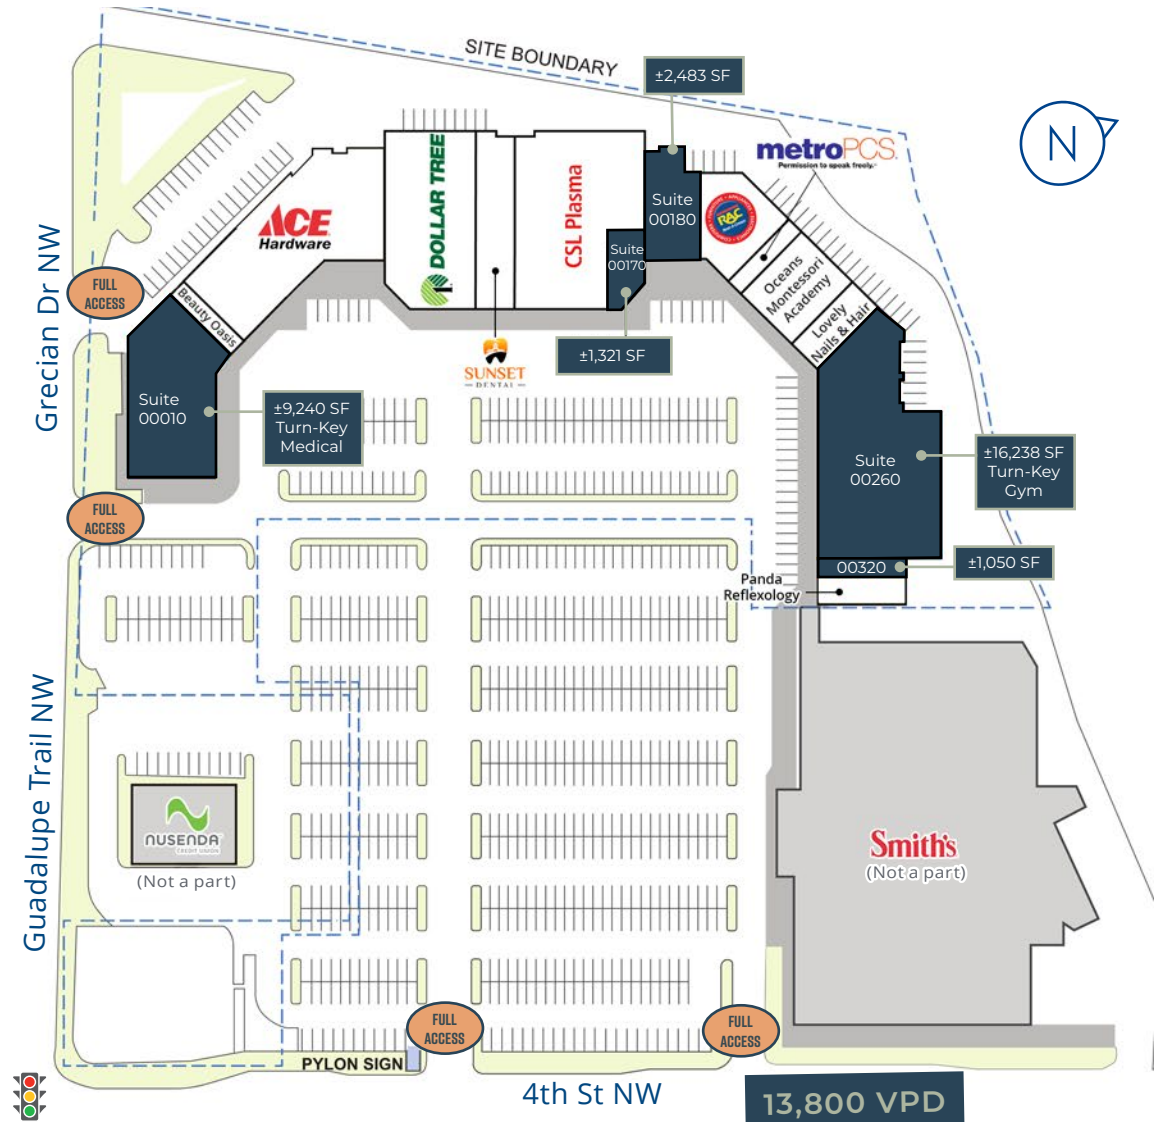 SITE BOUNDARY
±2,483 SF
N
metroPCS.
Permission to speak freely.
ACE
Hardware
DOLLAR TREE
CSL Plasma
Suite
00180
RAC
Suite
00170
Oceans
Montessori
Academy
Lovely
Nails & Hair
Grecian Dr NW
FULL
ACCESS
Beauty Oasis
SUNSET
DENTAL
±1,321 SF
Suite
00010
±9,240 SF
Turn-Key
Medical
Suite
00260
±16,238 SF
Turn-Key
Gym
FULL
ACCESS
00320
±1,050 SF
Panda
Reflexology
Guadalupe Trail NW
NUSENDA
CREDIT UNION
(Not a part)
Smith's
(Not a part)
FULL
ACCESS
FULL
ACCESS
PYLON SIGN
4th St NW
13,800 VPD